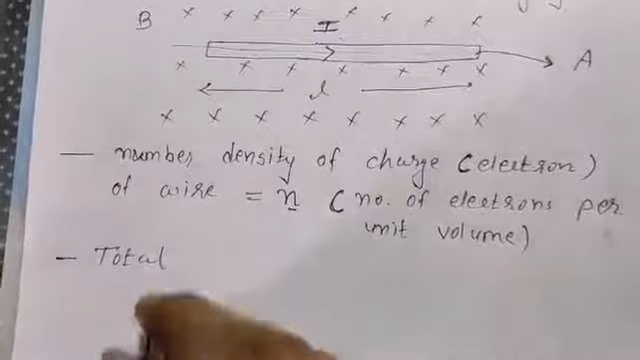 B × × × × × × × ×
I
A
× × × × × × ×
l
× × × × × × × ×
— number density of charge (electron)
of wire = n ( no. of electrons per
unit volume)
- Total